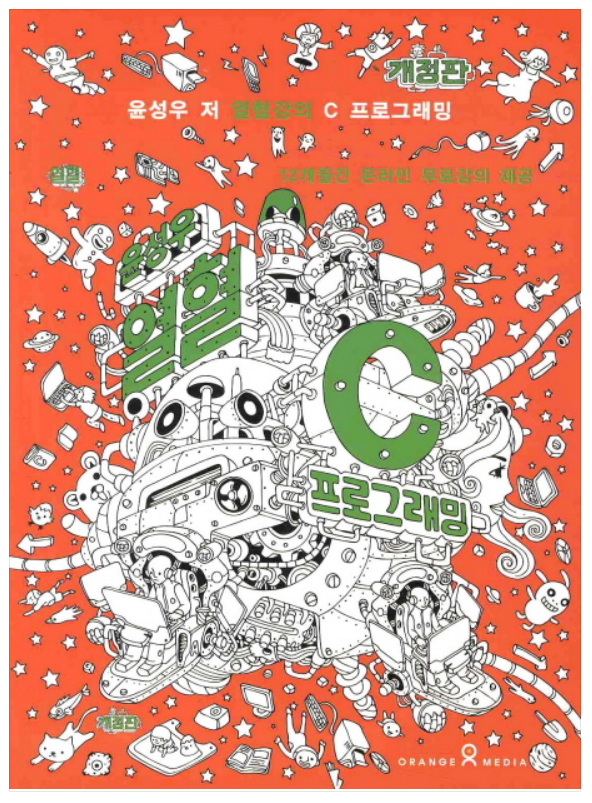 개정판
윤성우 저 열혈강의 C 프로그래밍
열혈
12개월간 온라인 무료강의 제공
윤성우
열혈
C
프로그래밍
개정판
ORANGE MEDIA